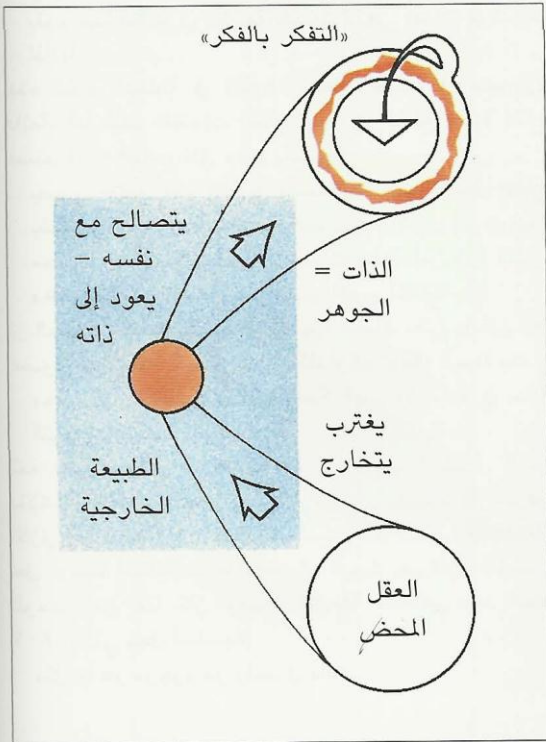 «التفكر بالفكر»
يتصالح مع
نفسه –
يعود إلى
ذاته
الذات =
الجوهر
يغترب
يتخارج
الطبيعة
الخارجية
العقل
المحض